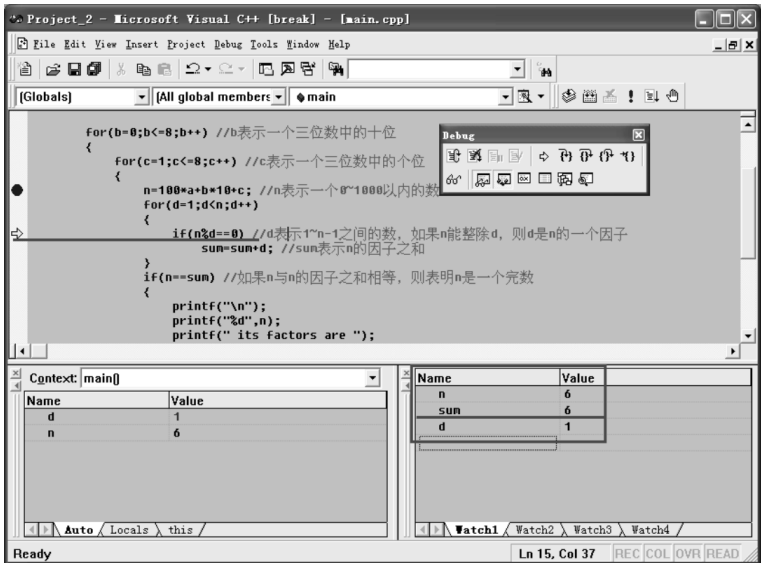 Project_2 - Microsoft Visual C++ [break] - [main.cpp]
File Edit View Insert Project Debug Tools Window Help
(Globals) (All global members main
for(b=0;b<=8;b++) //b表示一个三位数中的十位
{
for(c=1;c<=8;c++) //c表示一个三位数中的个位
{
n=100*a+b*10+c; //n表示一个0~1000以内的数
for(d=1;d<n;d++)
{
if(n%d==0) //d表示1~n-1之间的数，如果n能整除d，则d是n的一个因子
sum=sum+d; //sum表示n的因子之和
}
if(n==sum) //如果n与n的因子之和相等，则表明n是一个完数
{
printf("\n");
printf("%d",n);
printf(" its factors are ");
Debug
Context: main()
Name Value
d 1
n 6
Auto Locals this
Name Value
n 6
sum 6
d 1
Watch1 Watch2 Watch3 Watch4
Ready Ln 15, Col 37 REC COL OVR READ